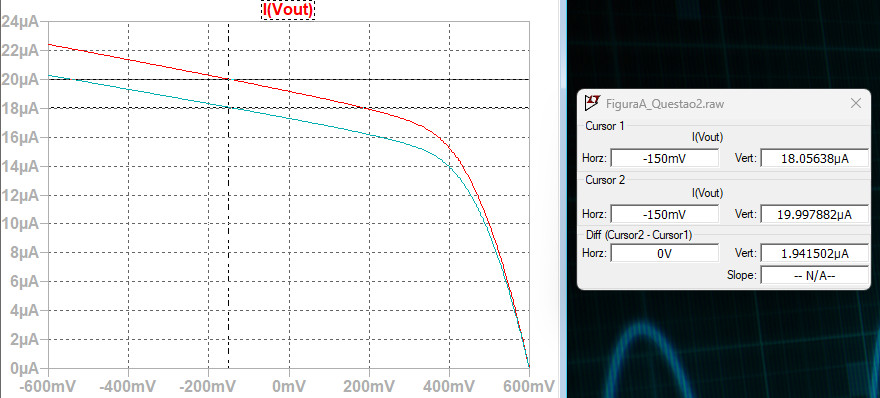 I(Vout)
24µA
22µA
20µA
18µA
16µA
14µA
12µA
10µA
8µA
6µA
4µA
2µA
0µA
-600mV -400mV -200mV 0mV 200mV 400mV 600mV
FiguraA_Questao2.raw
Cursor 1
I(Vout)
Horz: -150mV Vert: 18.05638µA
Cursor 2
I(Vout)
Horz: -150mV Vert: 19.997882µA
Diff (Cursor2 - Cursor1)
Horz: 0V Vert: 1.941502µA
Slope: -- N/A--